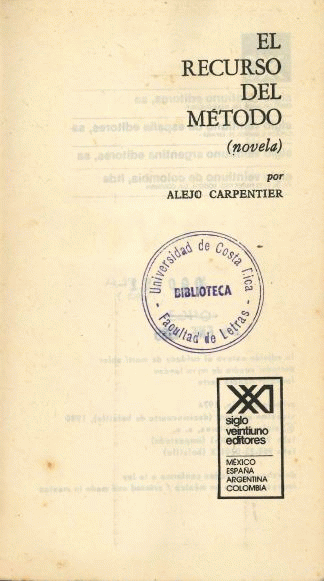 EL
RECURSO
DEL
MÉTODO
(novela)
por
ALEJO CARPENTIER
Universidad de Costa Rica
BIBLIOTECA
- Facultad de Letras -
siglo
veintiuno
editores
MÉXICO
ESPAÑA
ARGENTINA
COLOMBIA